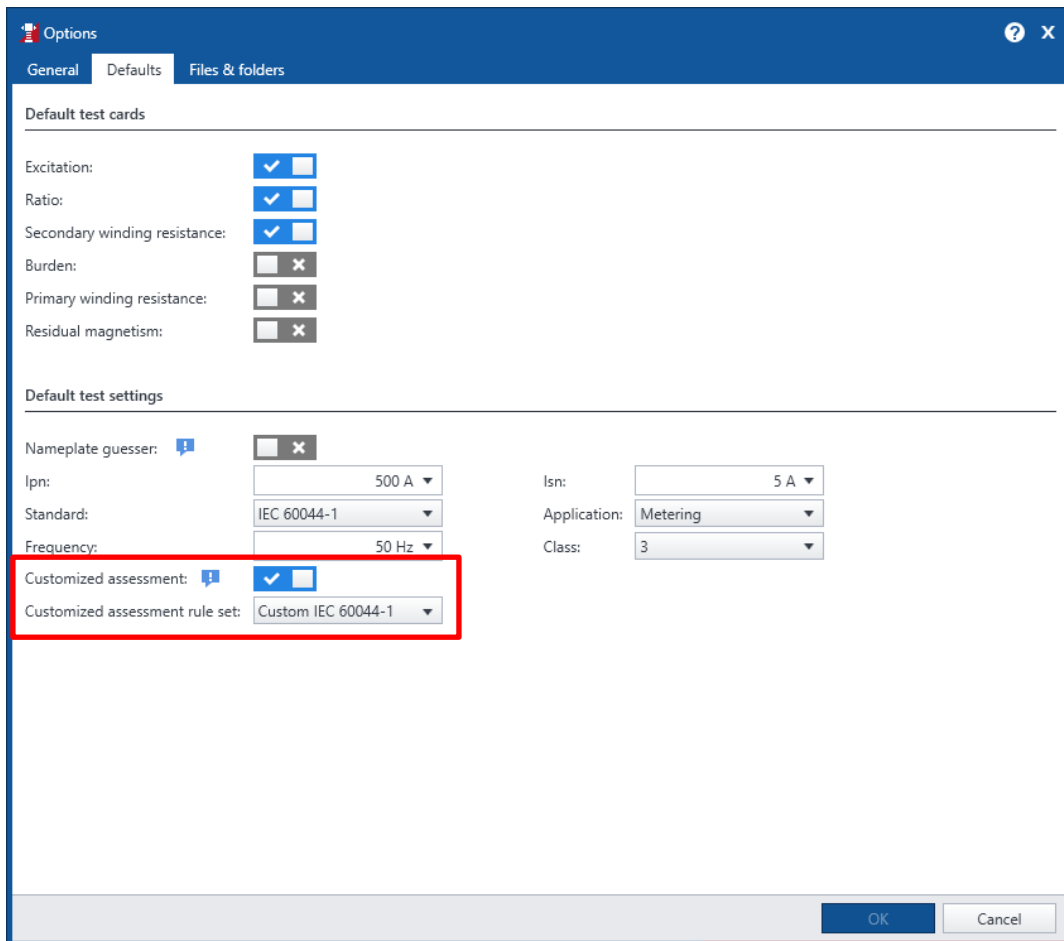 Options
General Defaults Files & folders
Default test cards
Excitation:
Ratio:
Secondary winding resistance:
Burden:
Primary winding resistance:
Residual magnetism:
Default test settings
Nameplate guesser:
Ipn: 500 A Isn: 5 A
Standard: IEC 60044-1 Application: Metering
Frequency: 50 Hz Class: 3
Customized assessment:
Customized assessment rule set: Custom IEC 60044-1
OK Cancel